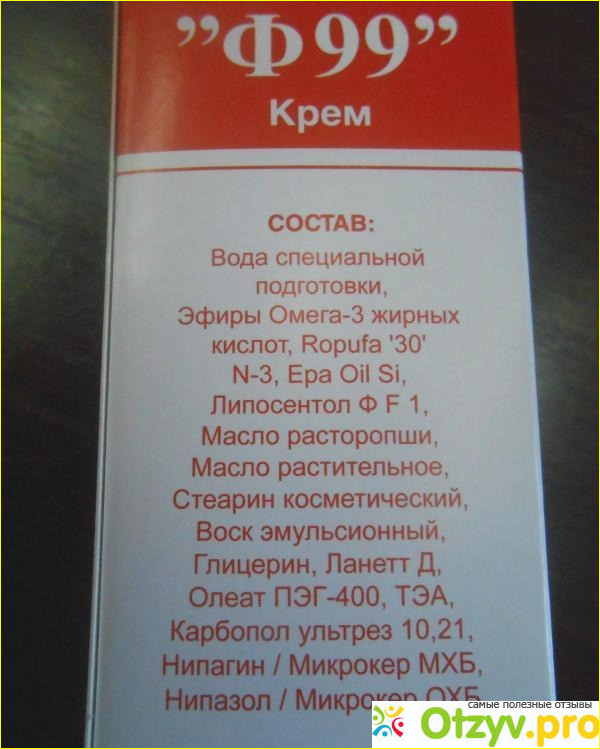 "Ф99"
Крем
СОСТАВ:
Вода специальной
подготовки,
Эфиры Омега-3 жирных
кислот, Ropufa '30'
N-3, Epa Oil Si,
Липосентол Ф F 1,
Масло расторопши,
Масло растительное,
Стеарин косметический,
Воск эмульсионный,
Глицерин, Ланетт Д,
Олеат ПЭГ-400, ТЭА,
Карбопол ультрез 10,21,
Нипагин / Микрокер МХБ,
Нипазол / Микрокер ОХБ
самые полезные отзывы
Otzyv.pro